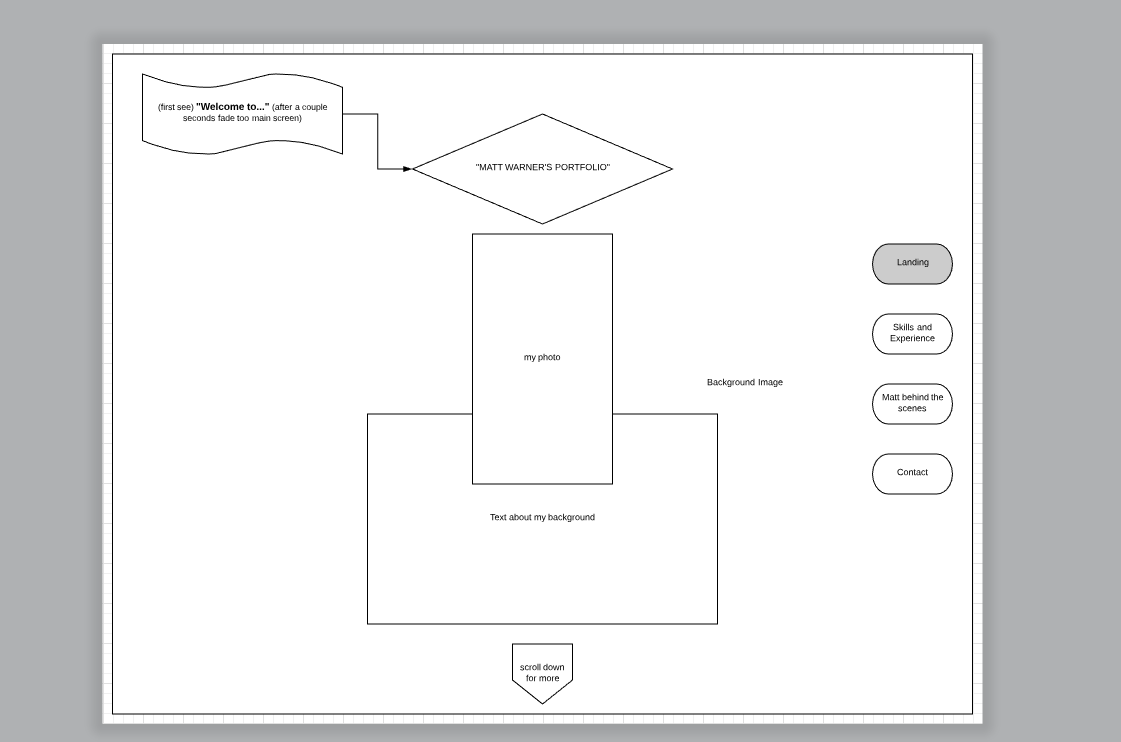 (first see) "Welcome to..." (after a couple
seconds fade too main screen)
"MATT WARNER'S PORTFOLIO"
Landing
Skills and
Experience
my photo
Background Image
Matt behind the
scenes
Contact
Text about my background
scroll down
for more